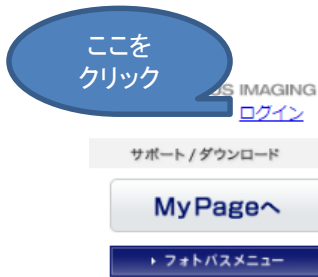 ここを
クリック
US IMAGING
ログイン
サポート / ダウンロード
MyPageへ
フォトパスメニュー